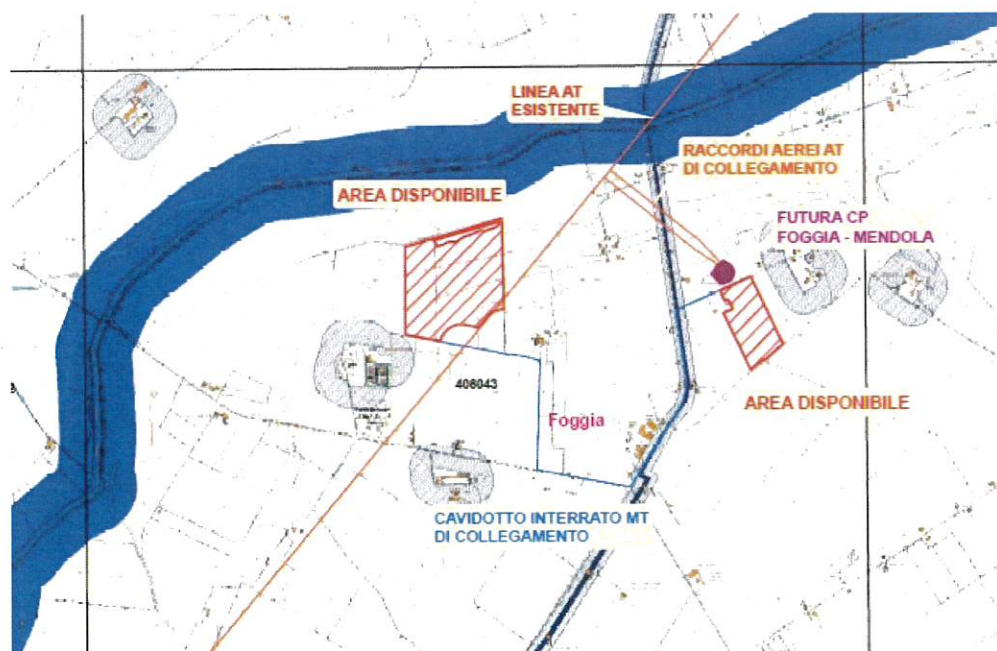 LINEA AT
ESISTENTE
RACCORDI AEREI AT
DI COLLEGAMENTO
AREA DISPONIBILE
FUTURA CP
FOGGIA - MENDOLA
406043
Foggia
AREA DISPONIBILE
CAVIDOTTO INTERRATO MT
DI COLLEGAMENTO